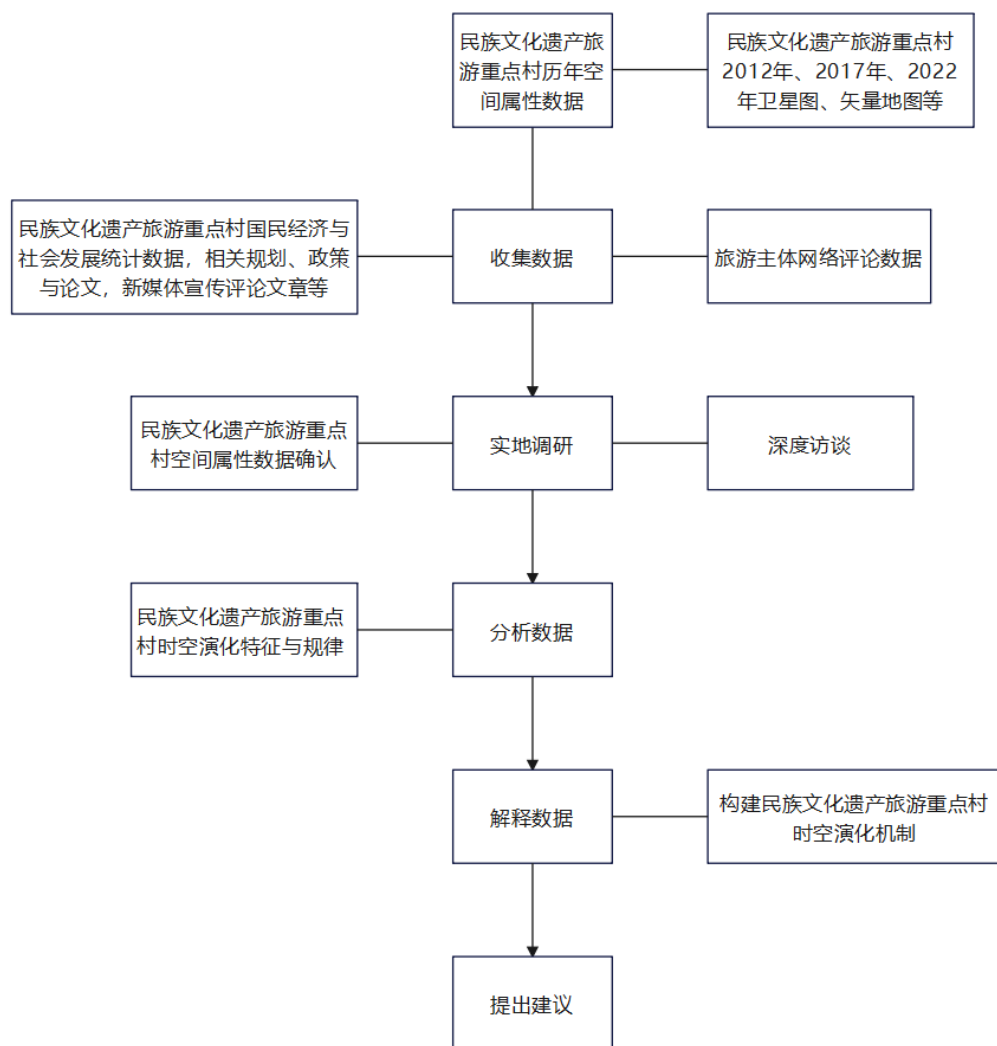 民族文化遗产旅
游重点村历年空
间属性数据
民族文化遗产旅游重点村
2012年、2017年、2022
年卫星图、矢量地图等
民族文化遗产旅游重点村国民经济与
社会发展统计数据，相关规划、政策
与论文，新媒体宣传评论文章等
收集数据
旅游主体网络评论数据
民族文化遗产旅游重点
村空间属性数据确认
实地调研
深度访谈
民族文化遗产旅游重点
村时空演化特征与规律
分析数据
解释数据
构建民族文化遗产旅游重点村
时空演化机制
提出建议